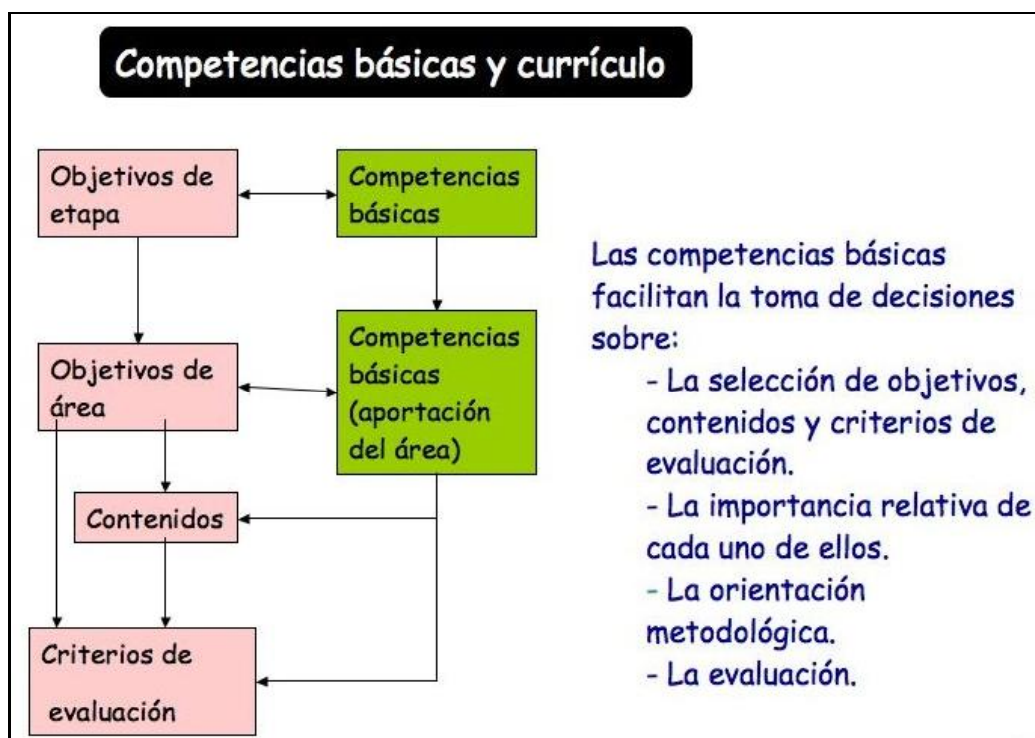 Competencias básicas y currículo
Objetivos de
etapa
Competencias
básicas
Objetivos de
área
Competencias
básicas
(aportación
del área)
Contenidos
Criterios de
evaluación
Las competencias básicas
facilitan la toma de decisiones
sobre:
- La selección de objetivos,
contenidos y criterios de
evaluación.
- La importancia relativa de
cada uno de ellos.
- La orientación
metodológica.
- La evaluación.